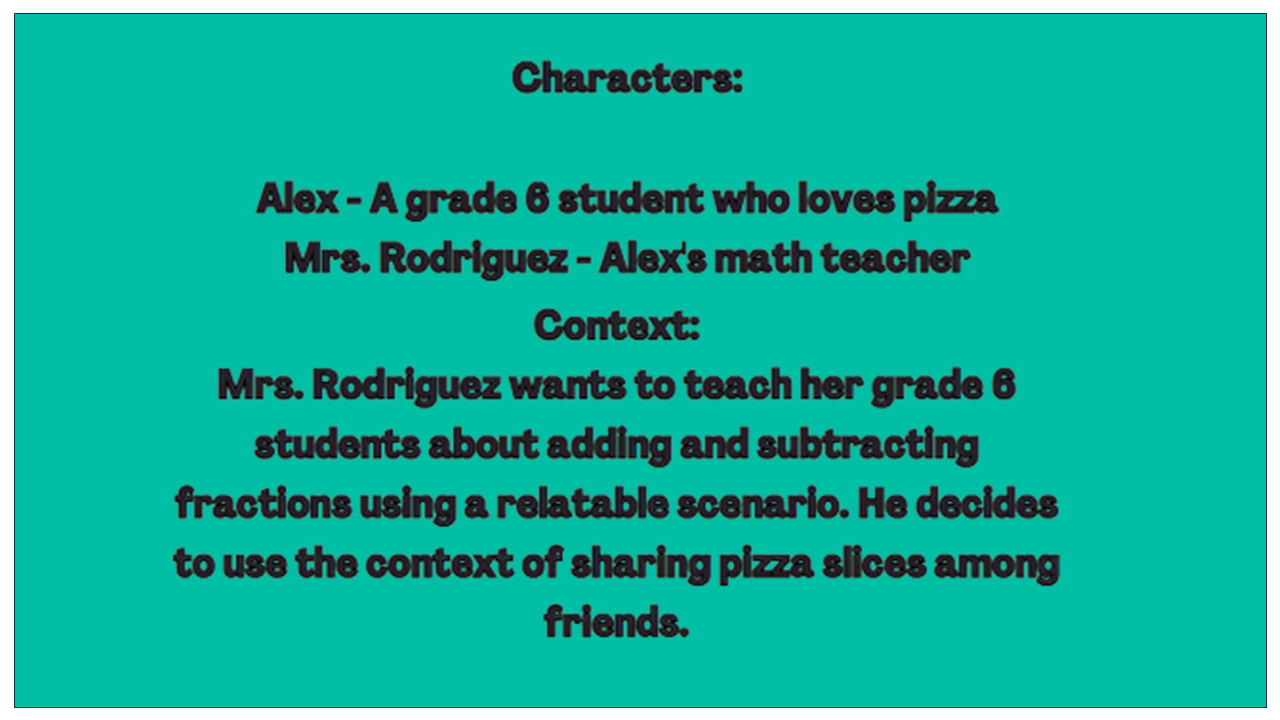 Characters:
Alex - A grade 6 student who loves pizza
Mrs. Rodriguez - Alex's math teacher
Context:
Mrs. Rodriguez wants to teach her grade 6
students about adding and subtracting
fractions using a relatable scenario. He decides
to use the context of sharing pizza slices among
friends.